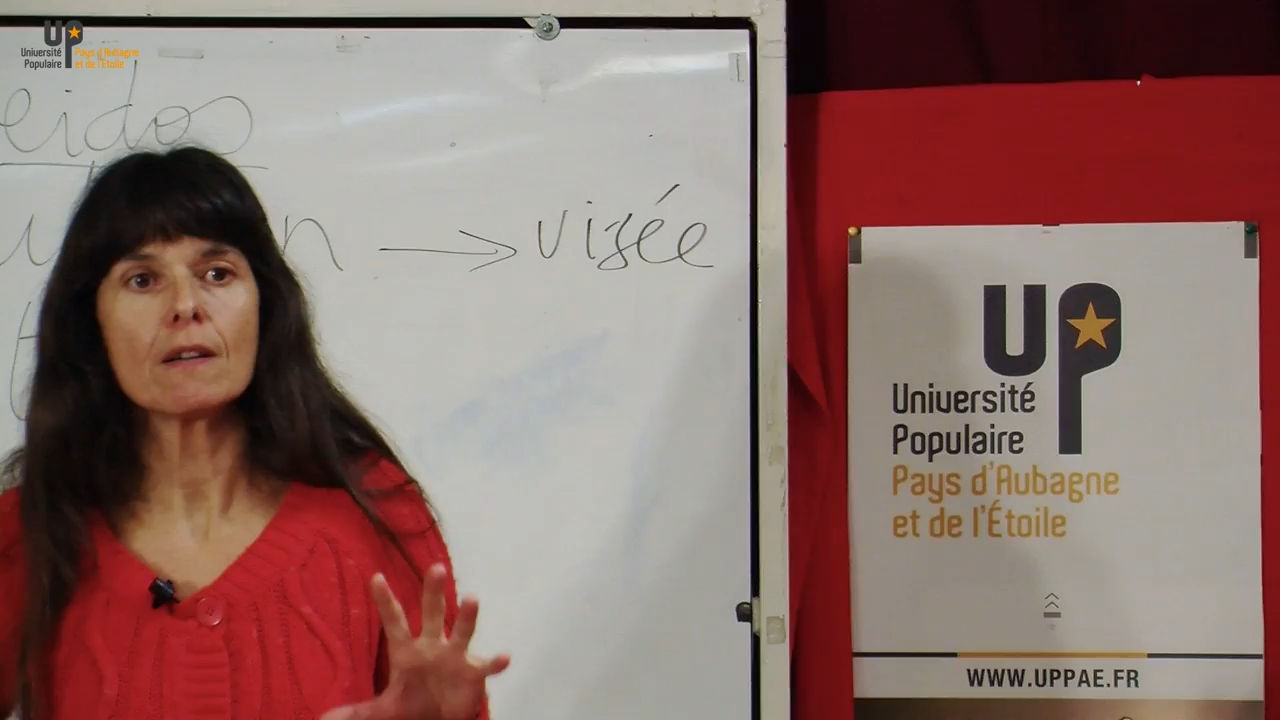 UP
Université Pays d'Aubagne
Populaire et de l'Étoile
eidos
→ visée
UP
Université
Populaire
Pays d'Aubagne
et de l'Étoile
WWW.UPPAE.FR